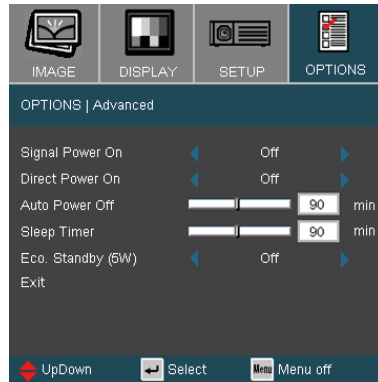 IMAGE DISPLAY SETUP OPTIONS
OPTIONS | Advanced
Signal Power On Off
Direct Power On Off
Auto Power Off 90 min
Sleep Timer 90 min
Eco. Standby (5W) Off
Exit
UpDown Select Menu Menu off